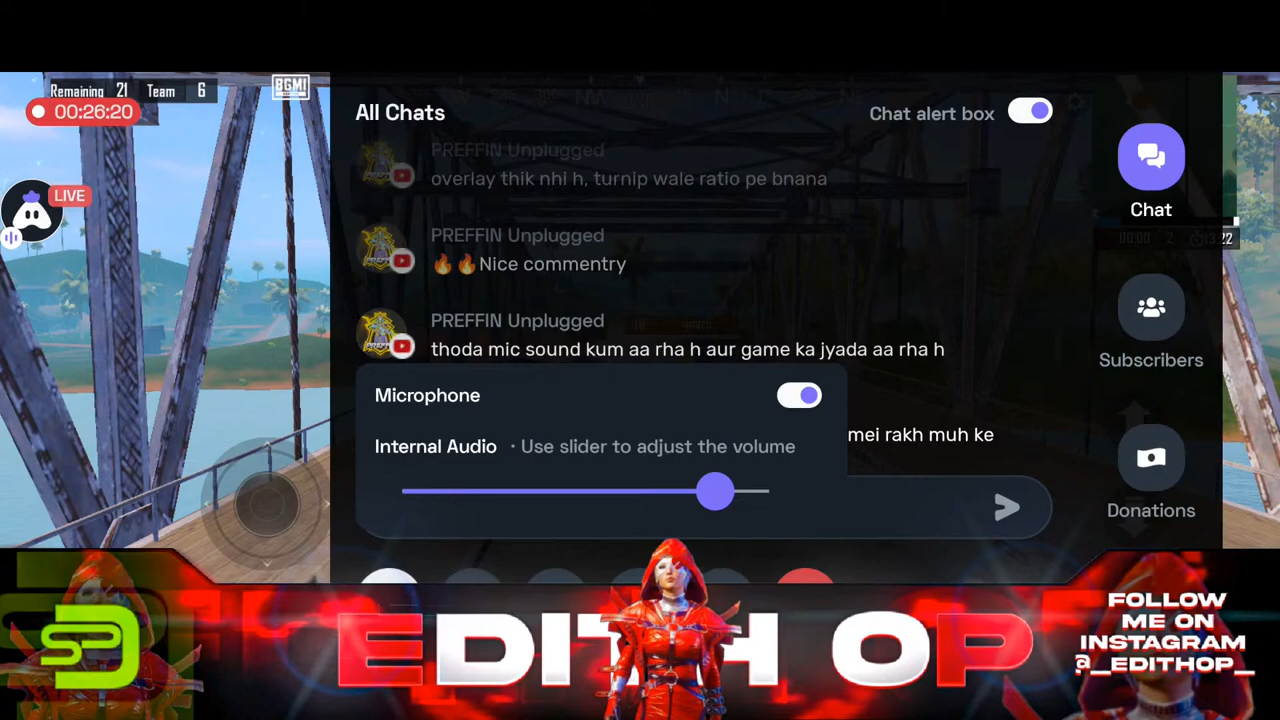 Remaining 21 Team 6
BGMI
00:26:20
LIVE
All Chats
Chat alert box
PREFFIN Unplugged
overlay thik nhi h, turnip wale ratio pe bnana
Chat
PREFFIN Unplugged
🔥🔥Nice commentry
PREFFIN Unplugged
thoda mic sound kum aa rha h aur game ka jyada aa rha h
Subscribers
Microphone
mei rakh muh ke
Internal Audio · Use slider to adjust the volume
Donations
EDITH OP
FOLLOW
ME ON
INSTAGRAM
@_EDITHOP_